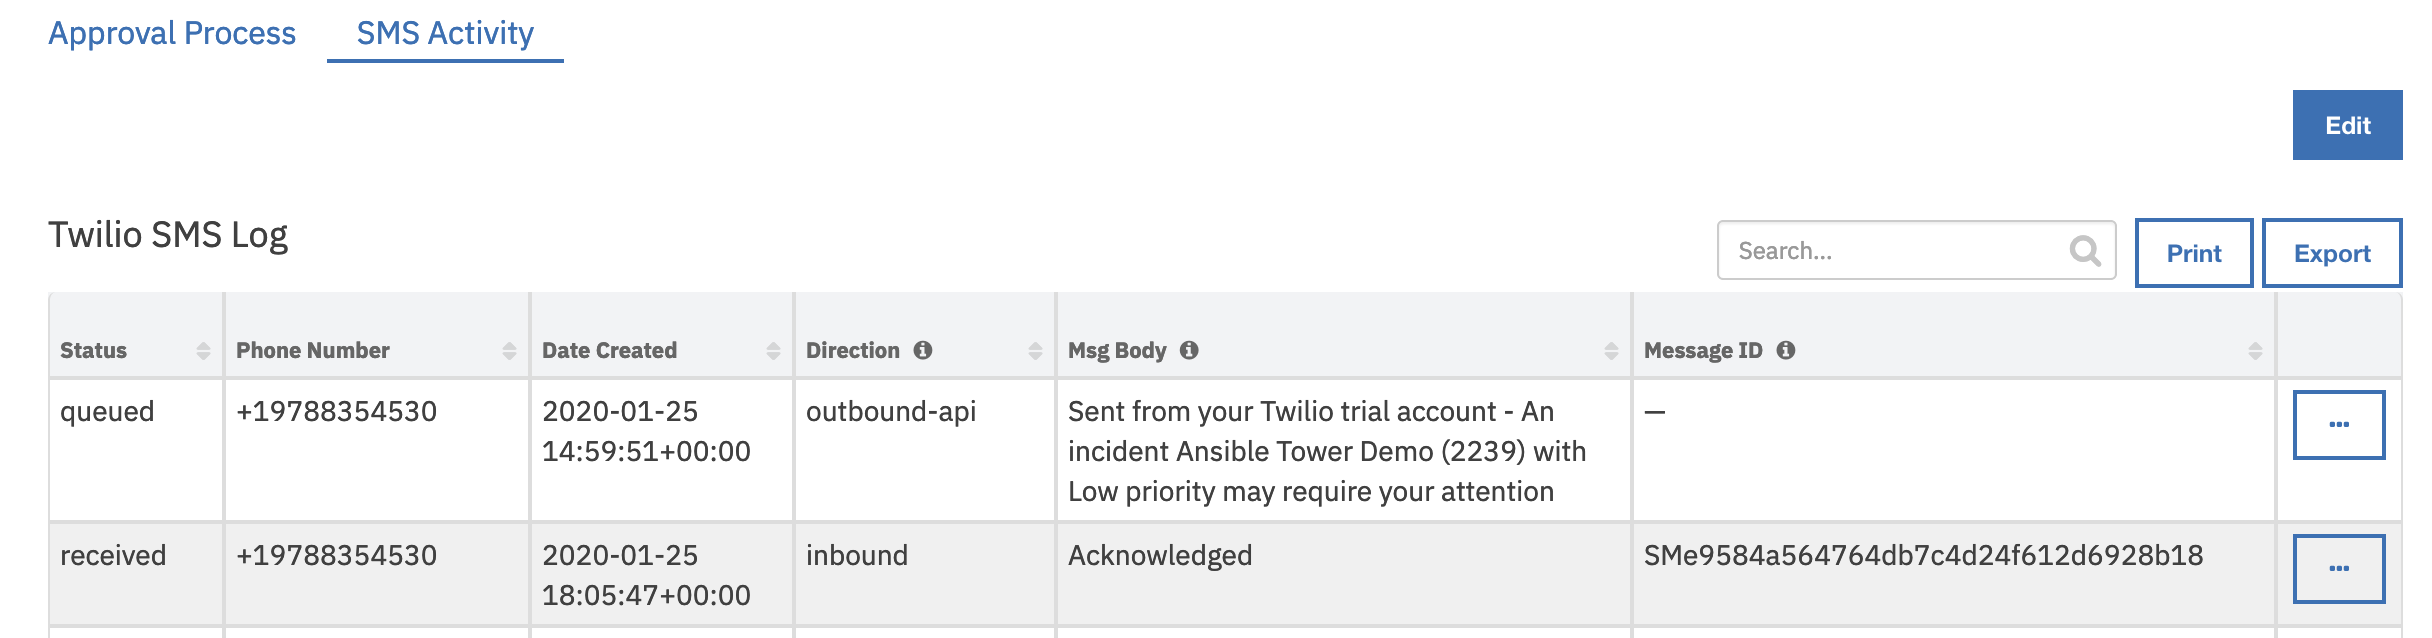 Approval Process SMS Activity
Edit
Twilio SMS Log
Search... Print Export
Status Phone Number Date Created Direction Msg Body Message ID
queued +19788354530 2020-01-25 outbound-api Sent from your Twilio trial account - An —
14:59:51+00:00 incident Ansible Tower Demo (2239) with
Low priority may require your attention
received +19788354530 2020-01-25 inbound Acknowledged SMe9584a564764db7c4d24f612d6928b18
18:05:47+00:00